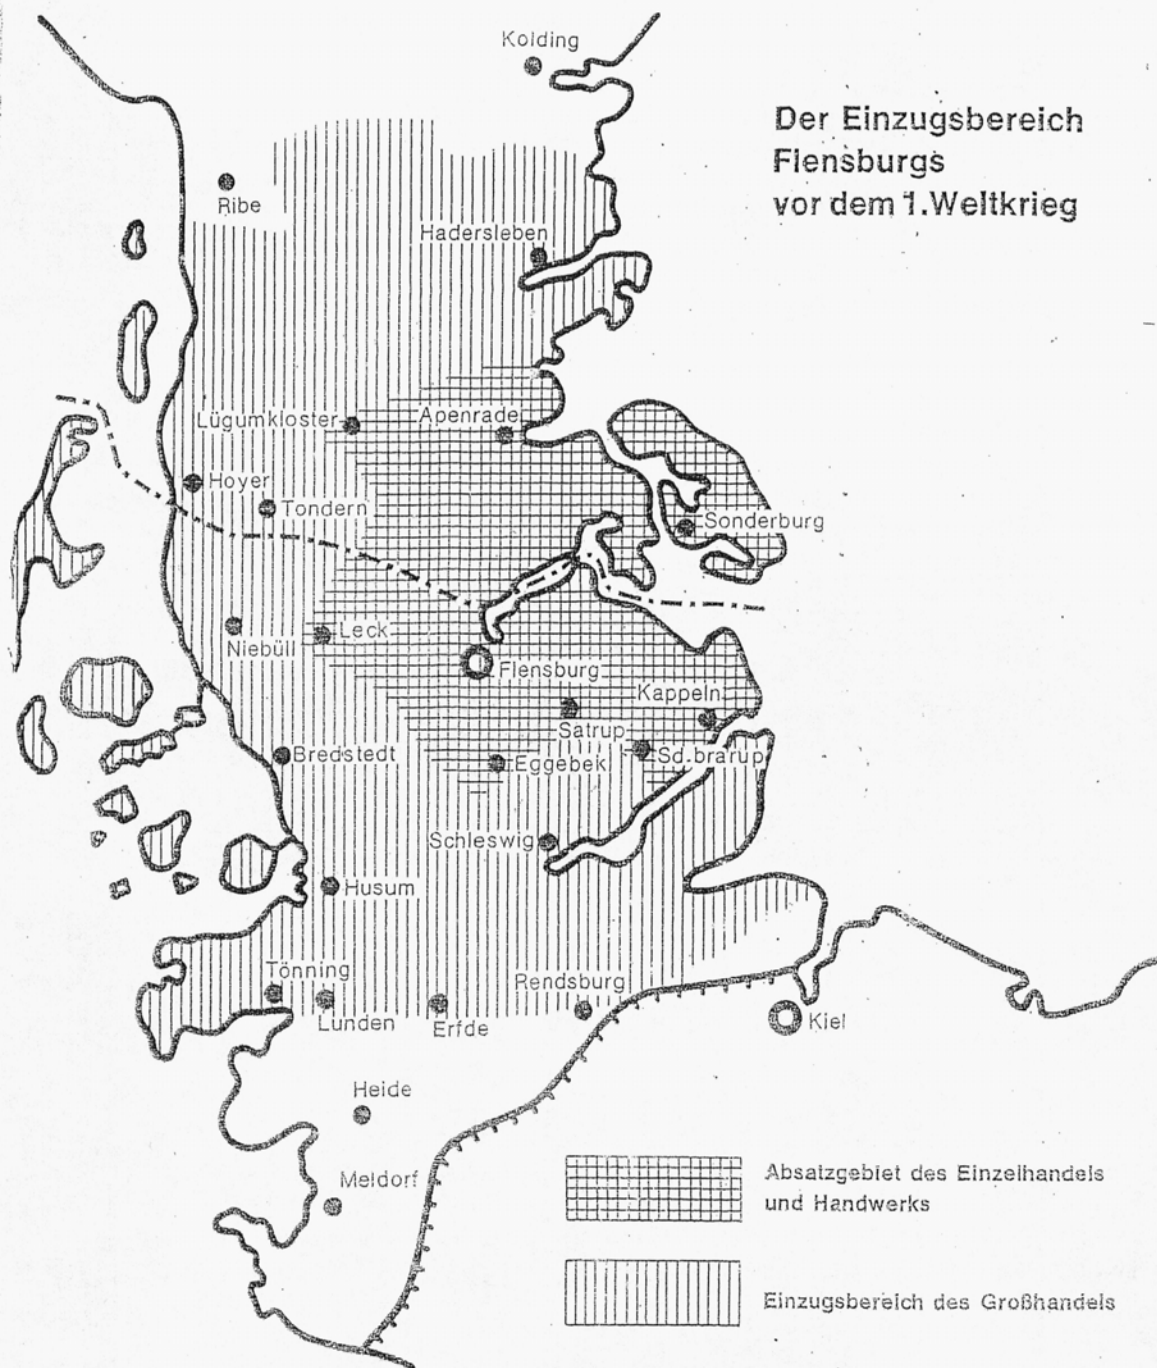 Kolding
Der Einzugsbereich
Flensburgs
vor dem 1.Weltkrieg
Ribe
Hadersleben
Lügumkloster
Apenrade
Hoyer
Tondern
Sonderburg
Niebüll
Leck
Flensburg
Kappeln
Satrup
Bredstedt
Eggebek
Sd.brarup
Schleswig
Husum
Tönning
Rendsburg
Lunden
Erfde
Kiel
Heide
Meldorf
Absatzgebiet des Einzelhandels
und Handwerks
Einzugsbereich des Großhandels